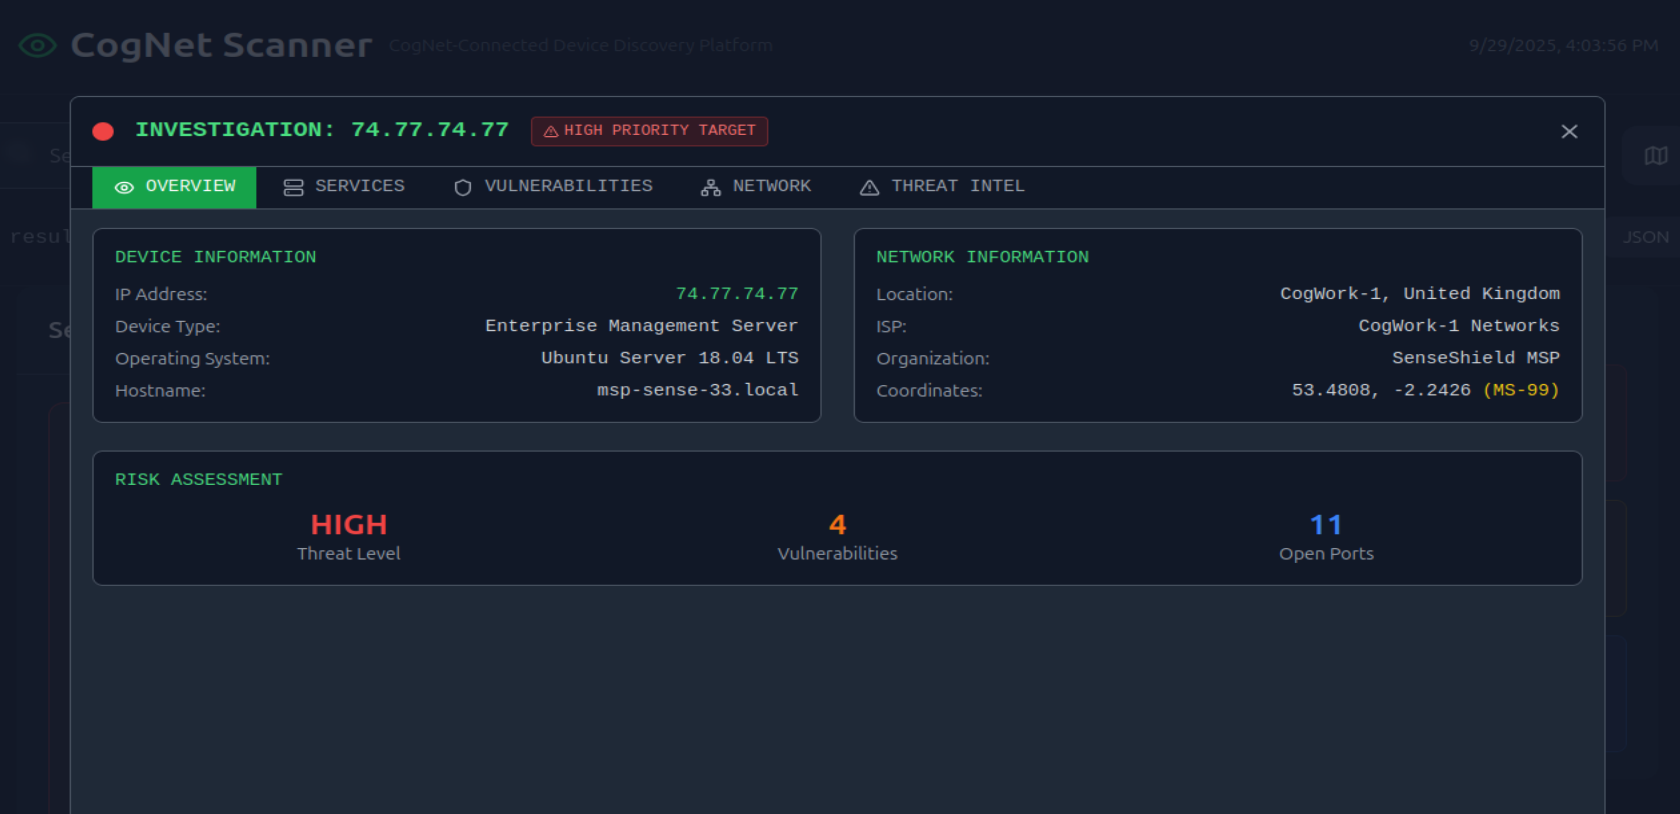 CogNet Scanner CogNet-Connected Device Discovery Platform 9/29/2025, 4:03:56 PM
INVESTIGATION: 74.77.74.77 HIGH PRIORITY TARGET
OVERVIEW SERVICES VULNERABILITIES NETWORK THREAT INTEL
JSON
DEVICE INFORMATION
IP Address: 74.77.74.77
Device Type: Enterprise Management Server
Operating System: Ubuntu Server 18.04 LTS
Hostname: msp-sense-33.local
NETWORK INFORMATION
Location: CogWork-1, United Kingdom
ISP: CogWork-1 Networks
Organization: SenseShield MSP
Coordinates: 53.4808, -2.2426 (MS-99)
RISK ASSESSMENT
HIGH 4 11
Threat Level Vulnerabilities Open Ports